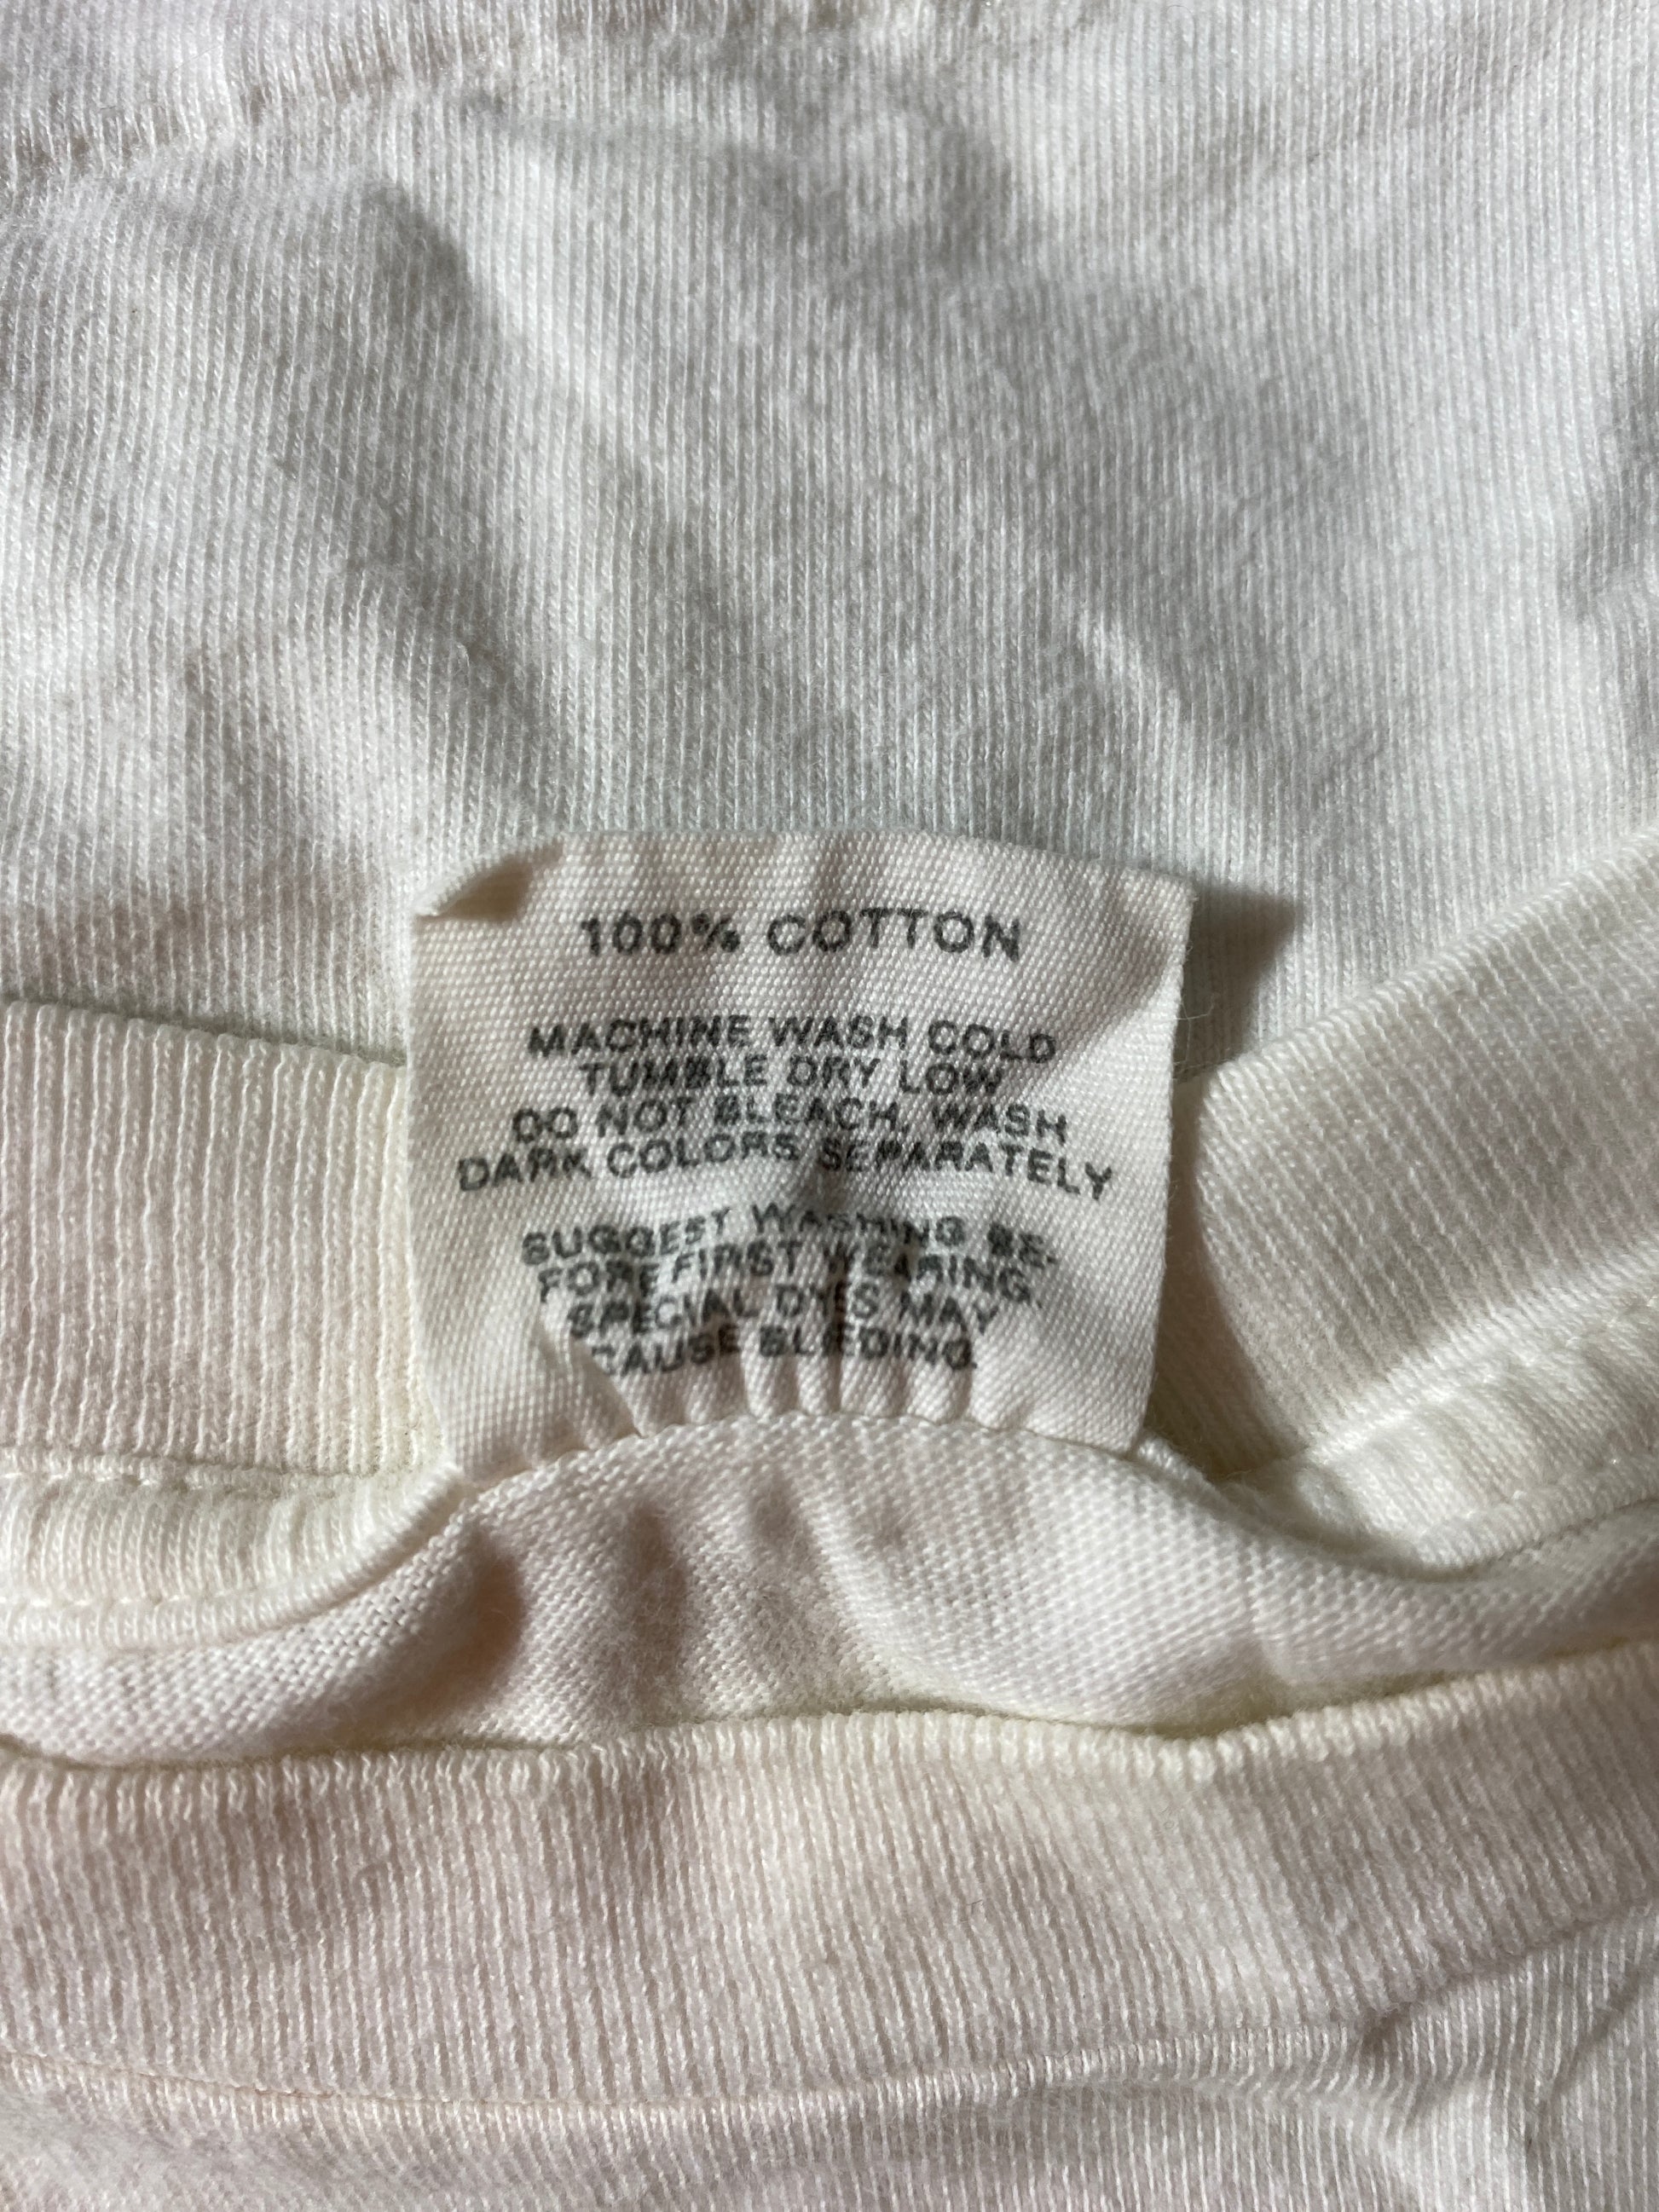 100% COTTON
MACHINE WASH COLD
TUMBLE DRY LOW
DO NOT BLEACH, WASH
DARK COLORS SEPARATELY
SUGGEST WASHING BE-
FORE FIRST WEARING.
SPECIAL DYES MAY
CAUSE BLEEDING.